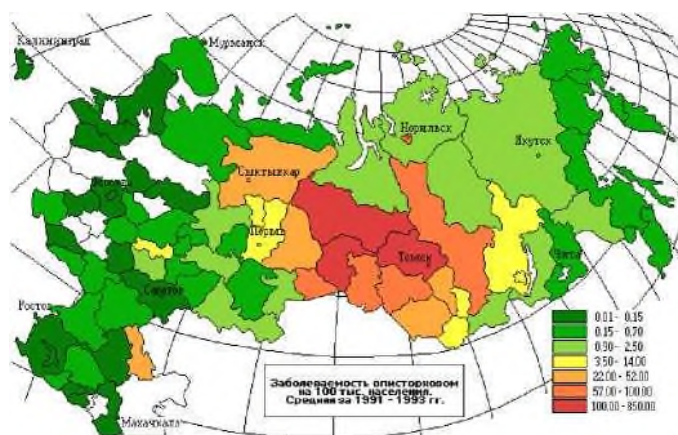 Калининград
Мурманск
Норильск
Якутск
Сыктывкар
Пермь
Томск
Чита
Саратов
Ростов
Махачкала
0.01 - 0.15
0.15 - 0.70
0.90 - 2.50
3.50 - 14.00
22.00 - 52.00
57.00 - 100.00
100.00 - 850.00
Заболеваемость описторхозом
на 100 тыс. населения.
Средняя за 1991 - 1993 гг.